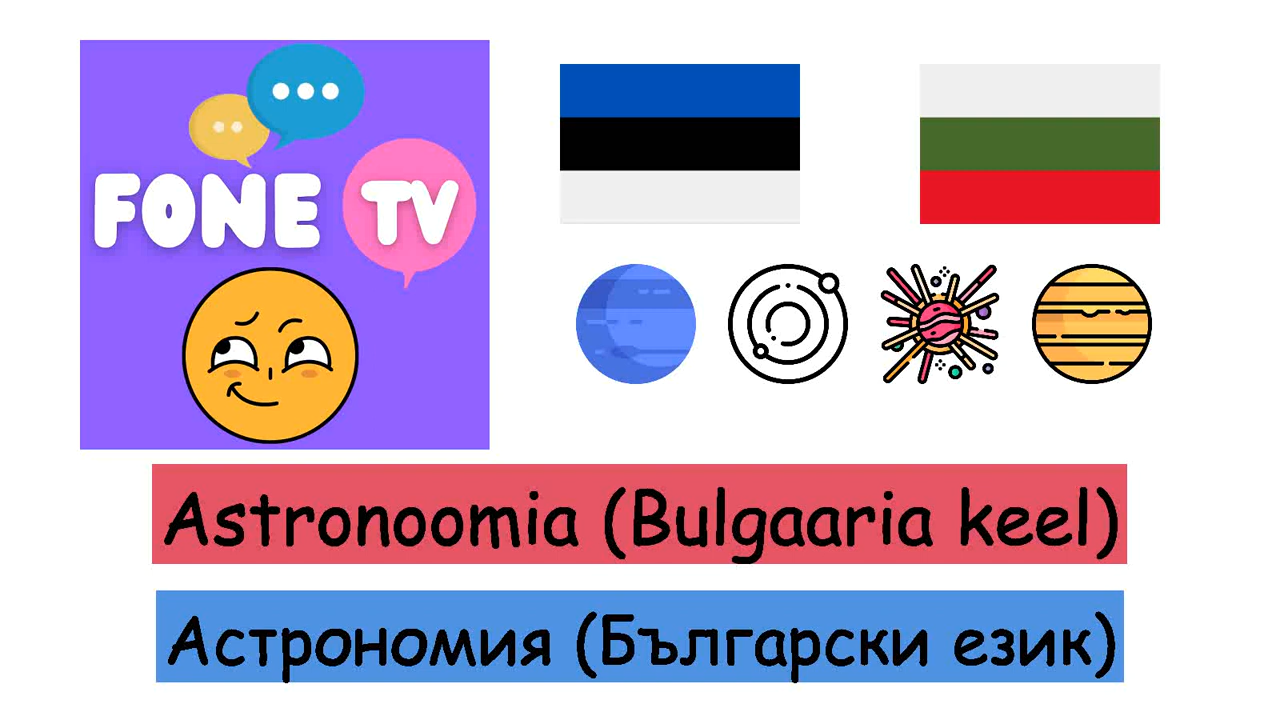 FONE TV
Astronoomia (Bulgaaria keel)
Астрономия (Български език)